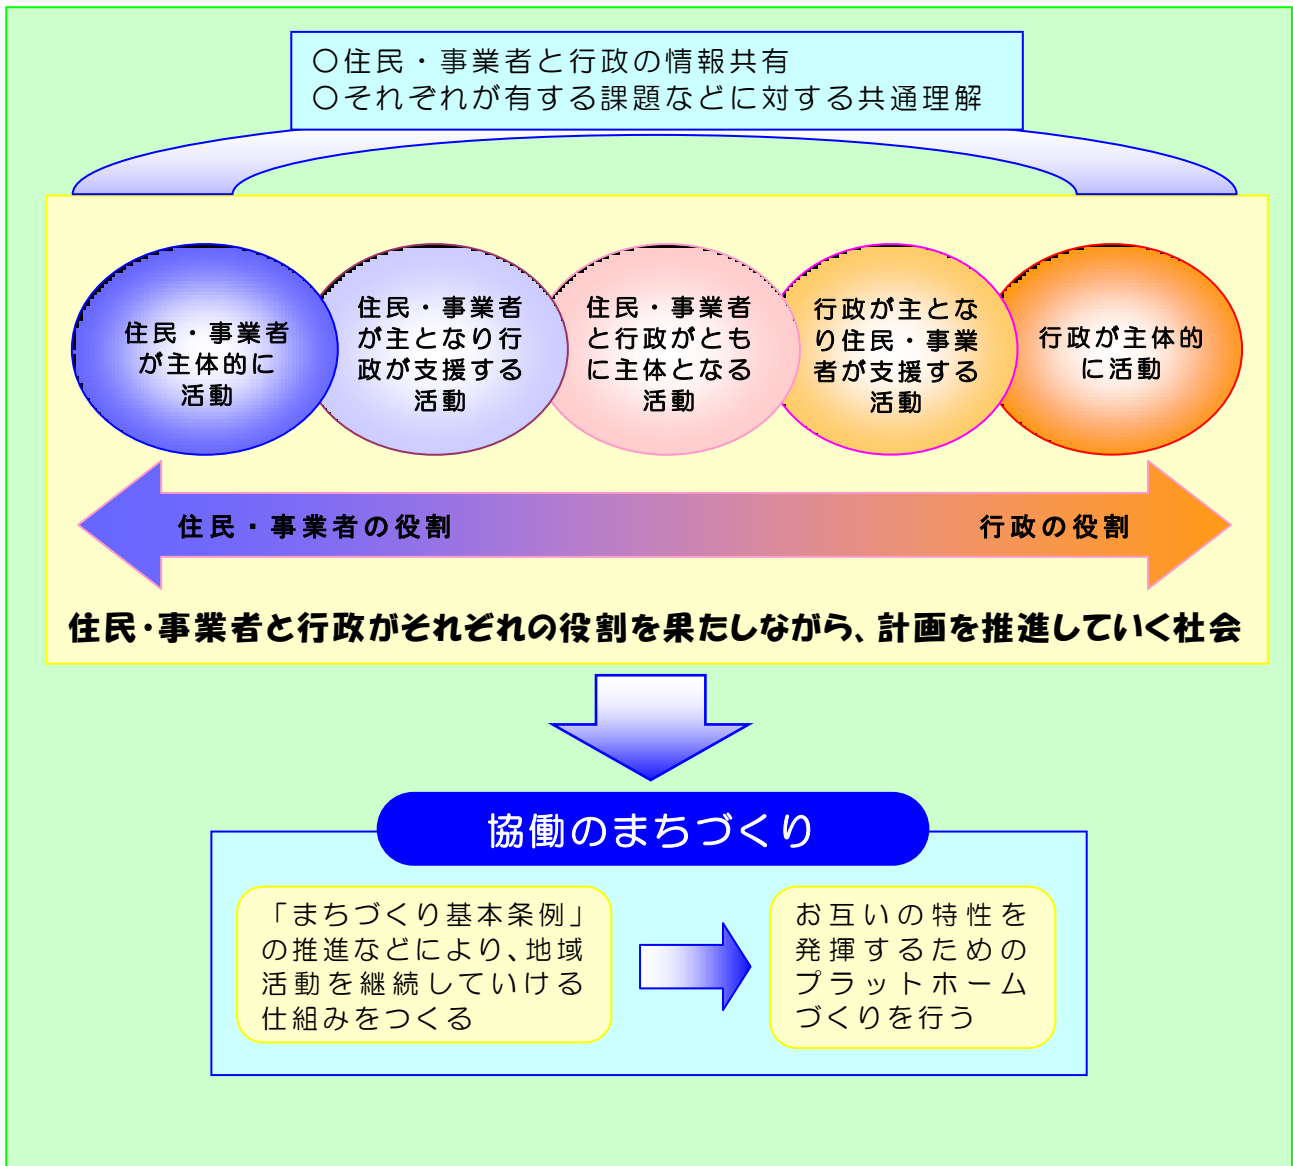 〇住民・事業者と行政の情報共有
〇それぞれが有する課題などに対する共通理解
住民・事業者
が主体的に
活動
住民・事業者
が主となり行
政が支援する
活動
住民・事業者
と行政がとも
に主体となる
活動
行政が主とな
り住民・事業
者が支援する
活動
行政が主体的
に活動
住民・事業者の役割
行政の役割
住民・事業者と行政がそれぞれの役割を果たしながら、計画を推進していく社会
協働のまちづくり
「まちづくり基本条例」
の推進などにより、地域
活動を継続していける
仕組みをつくる
お互いの特性を
発揮するための
プラットホーム
づくりを行う